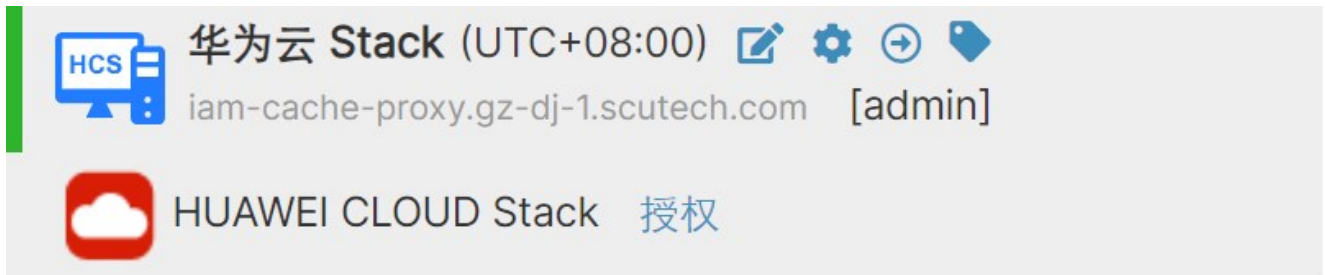 HCS
华为云 Stack (UTC+08:00)
iam-cache-proxy.gz-dj-1.scutech.com [admin]
HUAWEI CLOUD Stack 授权